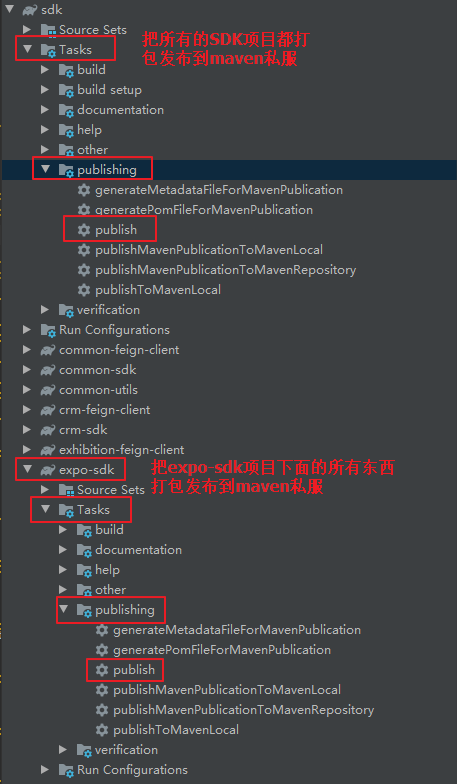 sdk
Source Sets
Tasks
把所有的SDK项目都打
包发布到maven私服
build
build setup
documentation
help
other
publishing
generateMetadataFileForMavenPublication
generatePomFileForMavenPublication
publish
publishMavenPublicationToMavenLocal
publishMavenPublicationToMavenRepository
publishToMavenLocal
verification
Run Configurations
common-feign-client
common-sdk
common-utils
crm-feign-client
crm-sdk
exhibition-feign-client
expo-sdk
把expo-sdk项目下面的所有东西
打包发布到maven私服
Source Sets
Tasks
build
documentation
help
other
publishing
generateMetadataFileForMavenPublication
generatePomFileForMavenPublication
publish
publishMavenPublicationToMavenLocal
publishMavenPublicationToMavenRepository
publishToMavenLocal
verification
Run Configurations